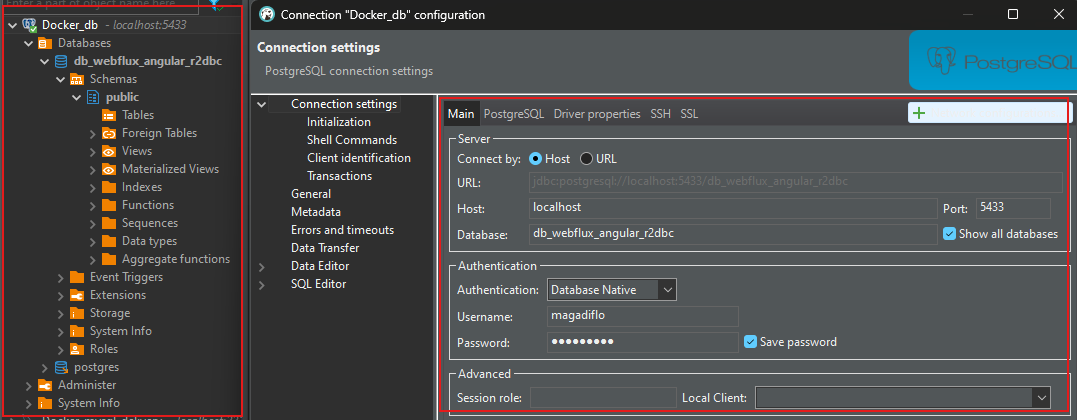 Enter a part of object name here
Docker_db - localhost:5433
Databases
db_webflux_angular_r2dbc
Schemas
public
Tables
Foreign Tables
Views
Materialized Views
Indexes
Functions
Sequences
Data types
Aggregate functions
Event Triggers
Extensions
Storage
System Info
Roles
postgres
Administer
System Info
Connection "Docker_db" configuration
Connection settings
PostgreSQL connection settings
PostgreSQL
Connection settings
Initialization
Shell Commands
Client identification
Transactions
General
Metadata
Errors and timeouts
Data Transfer
Data Editor
SQL Editor
Main PostgreSQL Driver properties SSH SSL
Server
Connect by: Host URL
URL: jdbc:postgresql://localhost:5433/db_webflux_angular_r2dbc
Host: localhost Port: 5433
Database: db_webflux_angular_r2dbc Show all databases
Authentication
Authentication: Database Native
Username: magadiflo
Password: ●●●●●●●●● Save password
Advanced
Session role: Local Client: